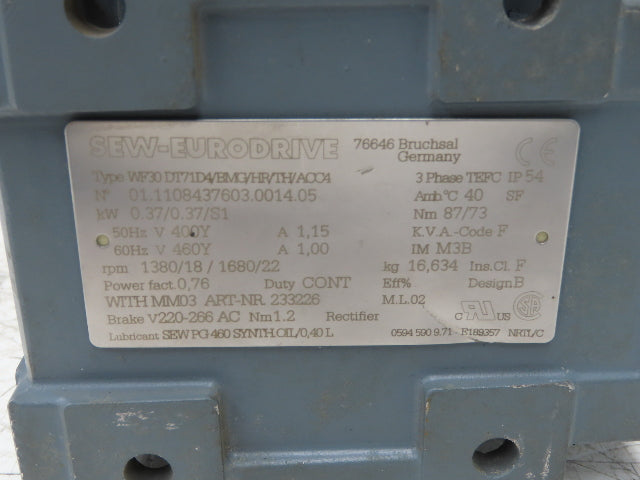 SEW-EURODRIVE 76646 Bruchsal Germany CE
Type WF30 DT71D4/BMG/HR/TH/ACC4 3 Phase TEFC IP 54
N° 01.1108437603.0014.05 Amb°C 40 SF
kW 0.37/0.37/S1 Nm 87/73
50Hz V 400Y A 1,15 K.V.A.-Code F
60Hz V 460Y A 1,00 IM M3B
rpm 1380/18 / 1680/22 kg 16,634 Ins.Cl. F
Power fact. 0,76 Duty CONT Eff% Design B
WITH MM03 ART-NR. 233226 M.L.02
Brake V 220-266 AC Nm 1.2 Rectifier C US
Lubricant SEW PG 460 SYNTH.OIL/0,40 L 0594 590 9.71 - E189357 NRTL/C